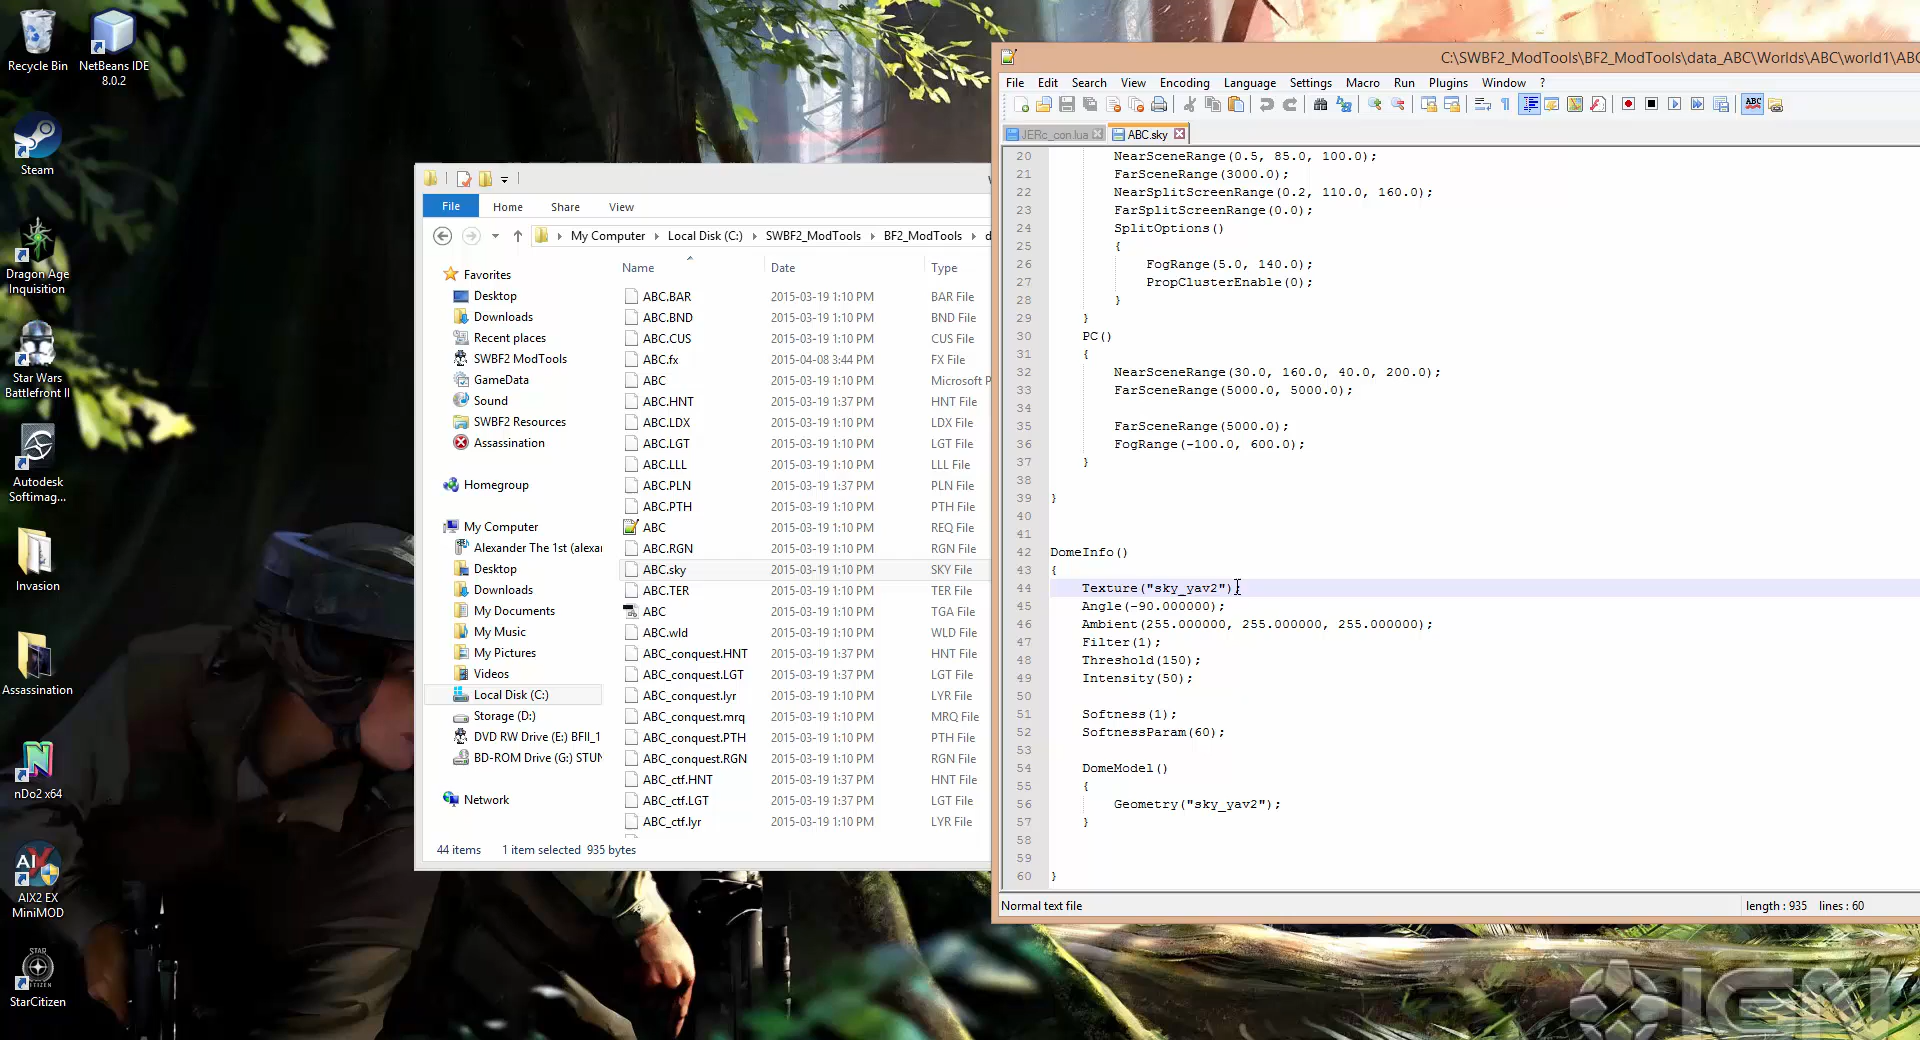 Recycle Bin
NetBeans IDE
8.0.2
Steam
Dragon Age
Inquisition
Star Wars
Battlefront II
Autodesk
Softimag...
Invasion
Assassination
nDo2 x64
AIX2 EX
MiniMOD
STAR
CITIZEN
StarCitizen
File
Home
Share
View
My Computer
Local Disk (C:)
SWBF2_ModTools
BF2_ModTools
d
Name
Date
Type
Favorites
Desktop
Downloads
Recent places
SWBF2 ModTools
GameData
Sound
SWBF2 Resources
Assassination
Homegroup
My Computer
Alexander The 1st (alexar
Desktop
Downloads
My Documents
My Music
My Pictures
Videos
Local Disk (C:)
Storage (D:)
DVD RW Drive (E:) BFII_1
BD-ROM Drive (G:) STUN
Network
ABC.BAR 2015-03-19 1:10 PM BAR File
ABC.BND 2015-03-19 1:10 PM BND File
ABC.CUS 2015-03-19 1:10 PM CUS File
ABC.fx 2015-04-08 3:44 PM FX File
ABC 2015-03-19 1:10 PM Microsoft P
ABC.HNT 2015-03-19 1:37 PM HNT File
ABC.LDX 2015-03-19 1:10 PM LDX File
ABC.LGT 2015-03-19 1:10 PM LGT File
ABC.LLL 2015-03-19 1:10 PM LLL File
ABC.PLN 2015-03-19 1:37 PM PLN File
ABC.PTH 2015-03-19 1:10 PM PTH File
ABC 2015-03-19 1:10 PM REQ File
ABC.RGN 2015-03-19 1:10 PM RGN File
ABC.sky 2015-03-19 1:10 PM SKY File
ABC.TER 2015-03-19 1:10 PM TER File
ABC 2015-03-19 1:10 PM TGA File
ABC.wld 2015-03-19 1:10 PM WLD File
ABC_conquest.HNT 2015-03-19 1:37 PM HNT File
ABC_conquest.LGT 2015-03-19 1:37 PM LGT File
ABC_conquest.lyr 2015-03-19 1:10 PM LYR File
ABC_conquest.mrq 2015-03-19 1:10 PM MRQ File
ABC_conquest.PTH 2015-03-19 1:10 PM PTH File
ABC_conquest.RGN 2015-03-19 1:10 PM RGN File
ABC_ctf.HNT 2015-03-19 1:37 PM HNT File
ABC_ctf.LGT 2015-03-19 1:37 PM LGT File
ABC_ctf.lyr 2015-03-19 1:10 PM LYR File
44 items 1 item selected 935 bytes
C:\SWBF2_ModTools\BF2_ModTools\data_ABC\Worlds\ABC\world1\ABC
File Edit Search View Encoding Language Settings Macro Run Plugins Window ?
ABC
JERc_con.lua ABC.sky
20 NearSceneRange(0.5, 85.0, 100.0);
21 FarSceneRange(3000.0);
22 NearSplitScreenRange(0.2, 110.0, 160.0);
23 FarSplitScreenRange(0.0);
24 SplitOptions()
25 {
26 FogRange(5.0, 140.0);
27 PropClusterEnable(0);
28 }
29 }
30 PC()
31 {
32 NearSceneRange(30.0, 160.0, 40.0, 200.0);
33 FarSceneRange(5000.0, 5000.0);
34
35 FarSceneRange(5000.0);
36 FogRange(-100.0, 600.0);
37 }
38
39 }
40
41
42 DomeInfo()
43 {
44 Texture("sky_yav2");
45 Angle(-90.000000);
46 Ambient(255.000000, 255.000000, 255.000000);
47 Filter(1);
48 Threshold(150);
49 Intensity(50);
50
51 Softness(1);
52 SoftnessParam(60);
53
54 DomeModel()
55 {
56 Geometry("sky_yav2");
57 }
58
59
60 }
Normal text file
length : 935 lines : 60
IGN